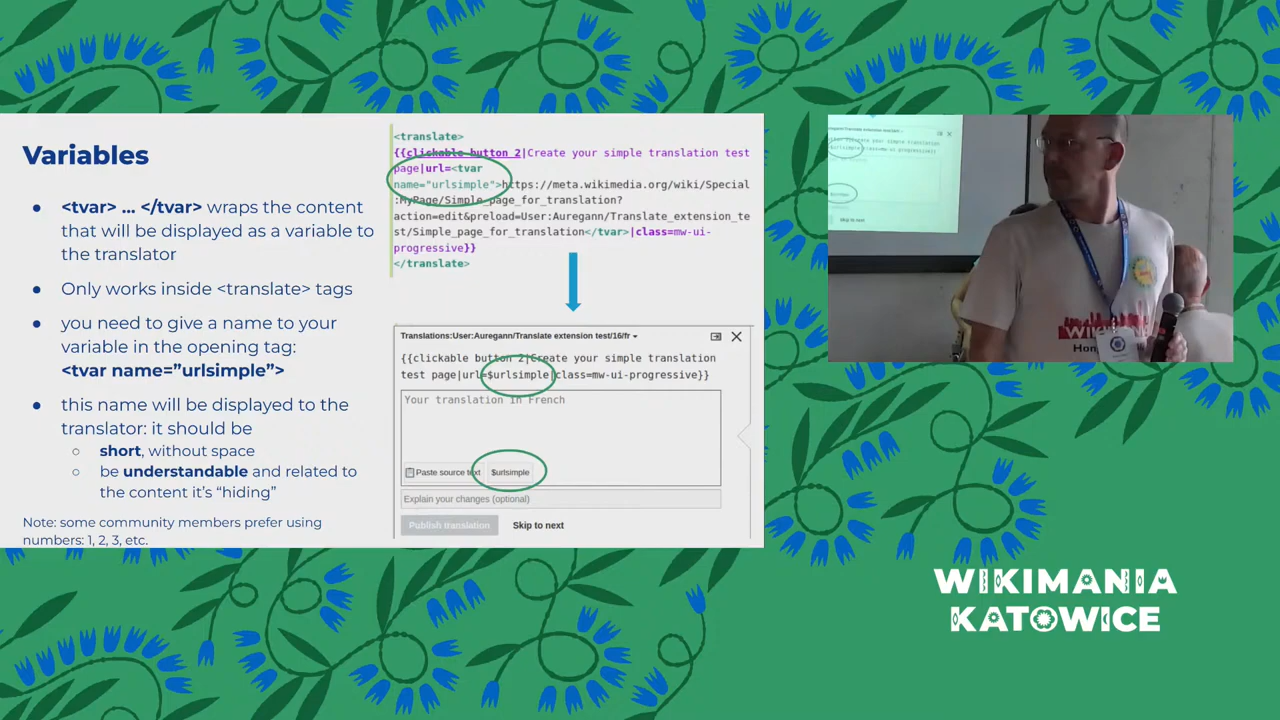 Variables
● <tvar> ... </tvar> wraps the content
that will be displayed as a variable to
the translator
● Only works inside <translate> tags
● you need to give a name to your
variable in the opening tag:
<tvar name=”urlsimple”>
● this name will be displayed to the
translator: it should be
○ short, without space
○ be understandable and related to
the content it’s “hiding”
Note: some community members prefer using
numbers: 1, 2, 3, etc.
<translate>
{{clickable button 2|Create your simple translation test
page|url=<tvar
name="urlsimple">https://meta.wikimedia.org/wiki/Special
:MyPage/Simple_page_for_translation?
action=edit&preload=User:Auregann/Translate_extension_te
st/Simple_page_for_translation</tvar>|class=mw-ui-
progressive}}
</translate>
Translations:User:Auregann/Translate extension test/16/fr
{{clickable button 2|Create your simple translation
test page|url=$urlsimple|class=mw-ui-progressive}}
Your translation in French
Paste source text $urlsimple
Explain your changes (optional)
Publish translation Skip to next
Skip to next
WIKIMANIA
KATOWICE